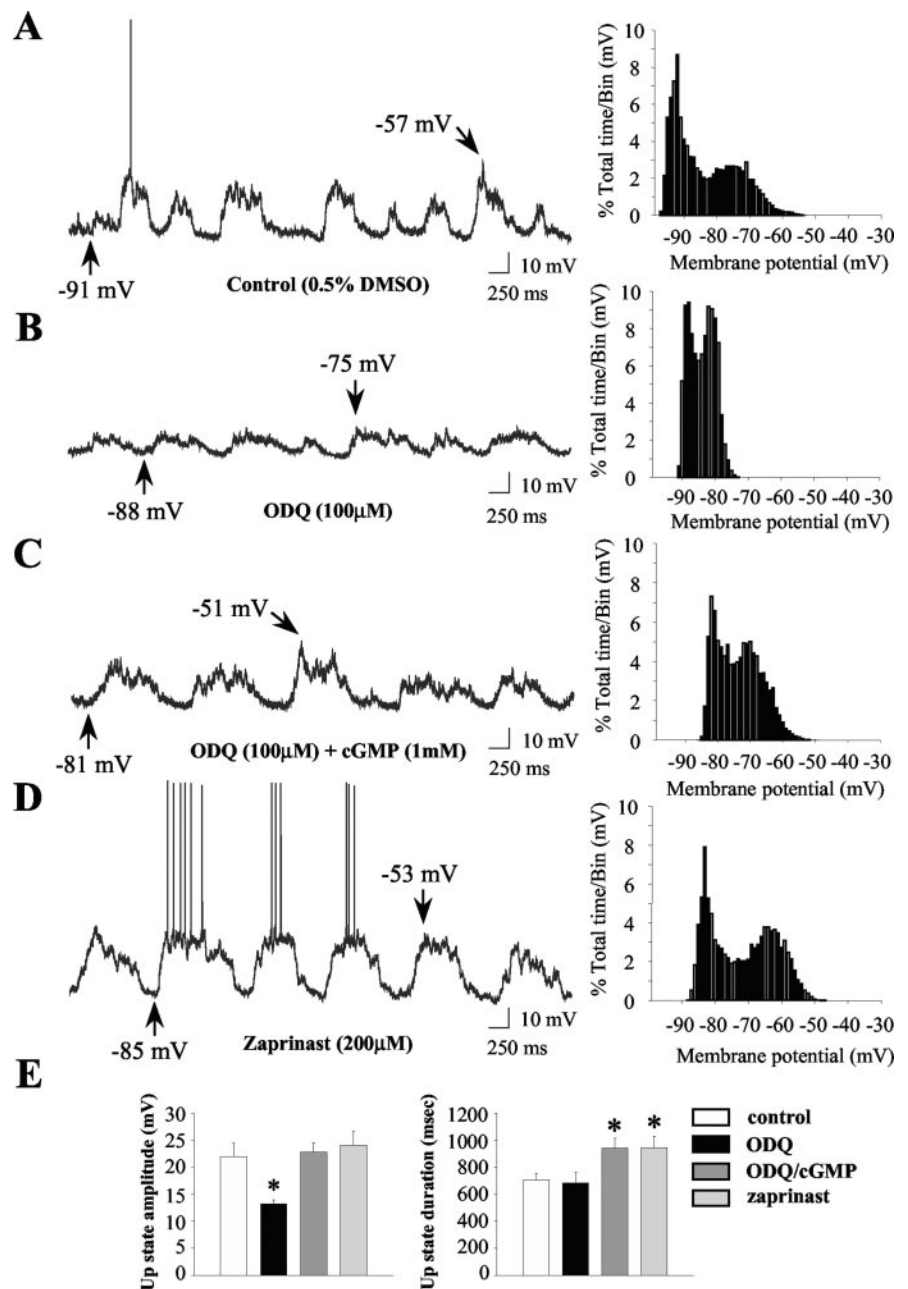 A
-57 mV
-91 mV
Control (0.5% DMSO)
10 mV
250 ms
% Total time/Bin (mV)
10
8
6
4
2
0
-90 -80 -70 -60 -50 -40 -30
Membrane potential (mV)
B
-75 mV
-88 mV
ODQ (100μM)
10 mV
250 ms
% Total time/Bin (mV)
10
8
6
4
2
0
-90 -80 -70 -60 -50 -40 -30
Membrane potential (mV)
C
-51 mV
-81 mV
ODQ (100μM) + cGMP (1mM)
10 mV
250 ms
% Total time/Bin (mV)
10
8
6
4
2
0
-90 -80 -70 -60 -50 -40 -30
Membrane potential (mV)
D
-53 mV
-85 mV
Zaprinast (200μM)
10 mV
250 ms
% Total time/Bin (mV)
10
8
6
4
2
0
-90 -80 -70 -60 -50 -40 -30
Membrane potential (mV)
E
Up state amplitude (mV)
30
25
20
15
10
5
0
*
Up state duration (msec)
1200
1000
800
600
400
200
0
* *
control
ODQ
ODQ/cGMP
zaprinast